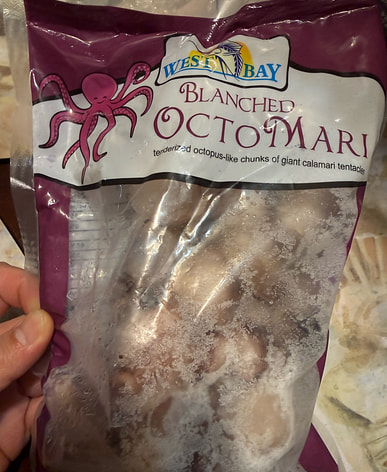 WEST BAY
BLANCHED
OCTOMARI
tenderized octopus-like chunks of giant calamari tentacles